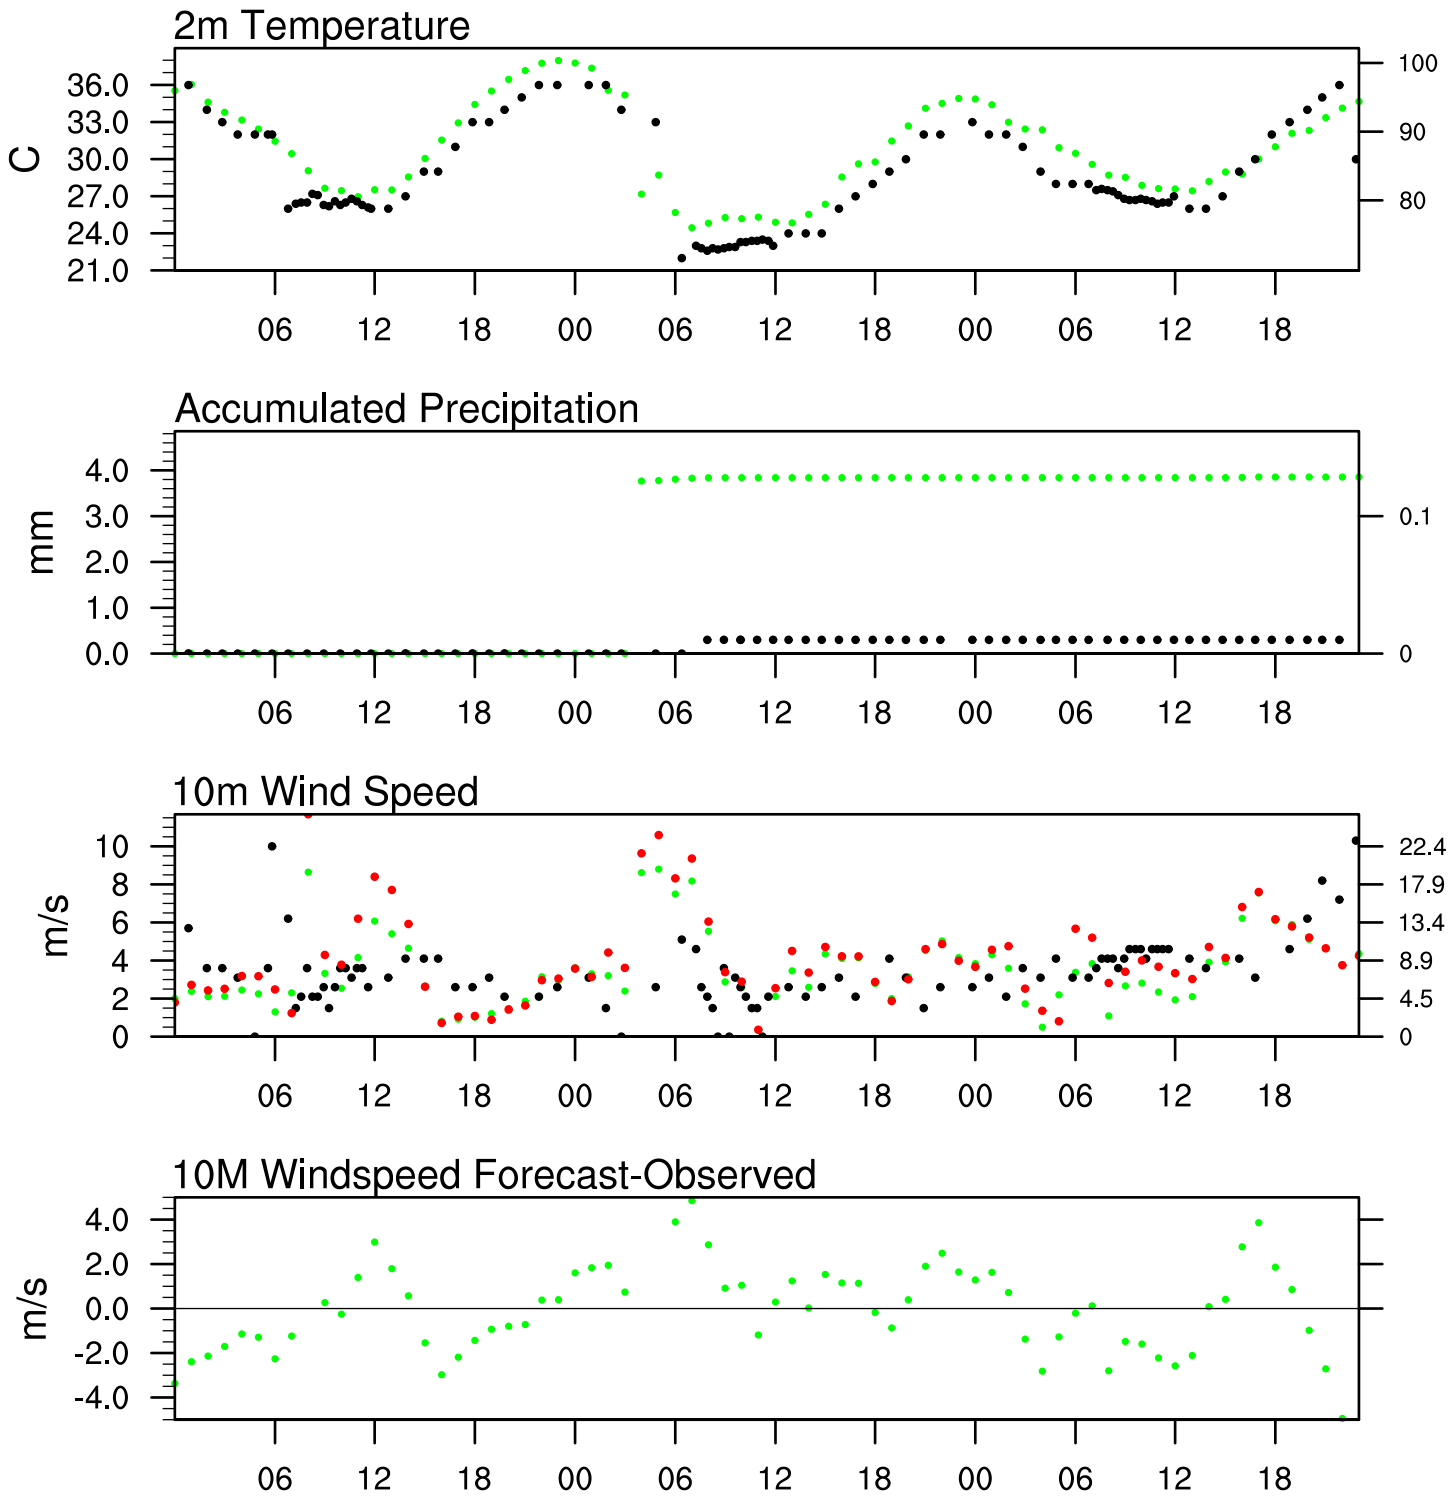 2m Temperature
C
36.0
33.0
30.0
27.0
24.0
21.0
100
90
80
06 12 18 00 06 12 18 00 06 12 18
Accumulated Precipitation
mm
4.0
3.0
2.0
1.0
0.0
0.1
0
06 12 18 00 06 12 18 00 06 12 18
10m Wind Speed
m/s
10
8
6
4
2
0
22.4
17.9
13.4
8.9
4.5
0
06 12 18 00 06 12 18 00 06 12 18
10M Windspeed Forecast-Observed
m/s
4.0
2.0
0.0
-2.0
-4.0
06 12 18 00 06 12 18 00 06 12 18